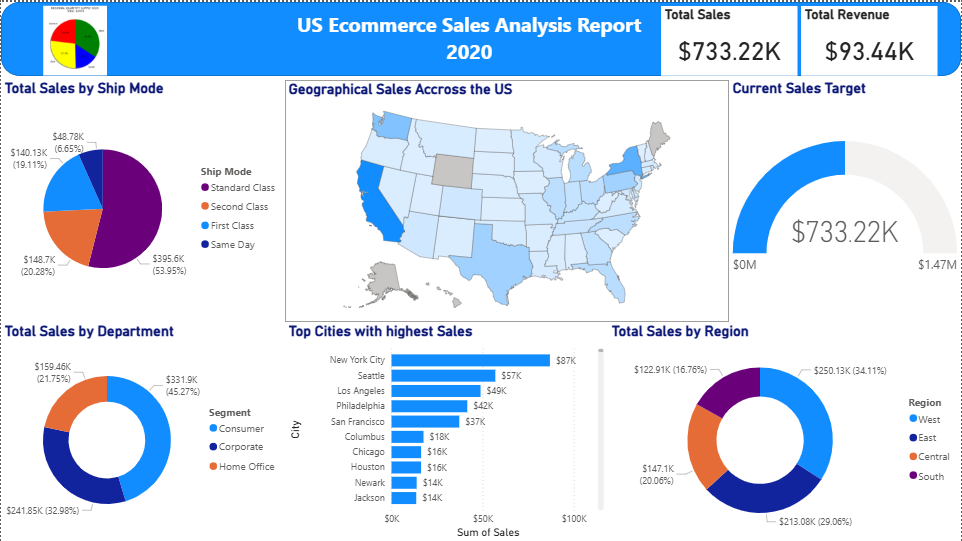 US Ecommerce Sales Analysis Report
2020
Total Sales
$733.22K
Total Revenue
$93.44K
Total Sales by Ship Mode
$48.78K
(6.65%)
$140.13K
(19.11%)
$148.7K
(20.28%)
$395.6K
(53.95%)
Ship Mode
Standard Class
Second Class
First Class
Same Day
Geographical Sales Accross the US
Current Sales Target
$733.22K
$0M
$1.47M
Total Sales by Department
$159.46K
(21.75%)
$331.9K
(45.27%)
$241.85K (32.98%)
Segment
Consumer
Corporate
Home Office
Top Cities with highest Sales
City
New York City $87K
Seattle $57K
Los Angeles $49K
Philadelphia $42K
San Francisco $37K
Columbus $18K
Chicago $16K
Houston $16K
Newark $14K
Jackson $14K
$0K $50K $100K
Sum of Sales
Total Sales by Region
$122.91K (16.76%)
$250.13K (34.11%)
$147.1K
(20.06%)
$213.08K (29.06%)
Region
West
East
Central
South